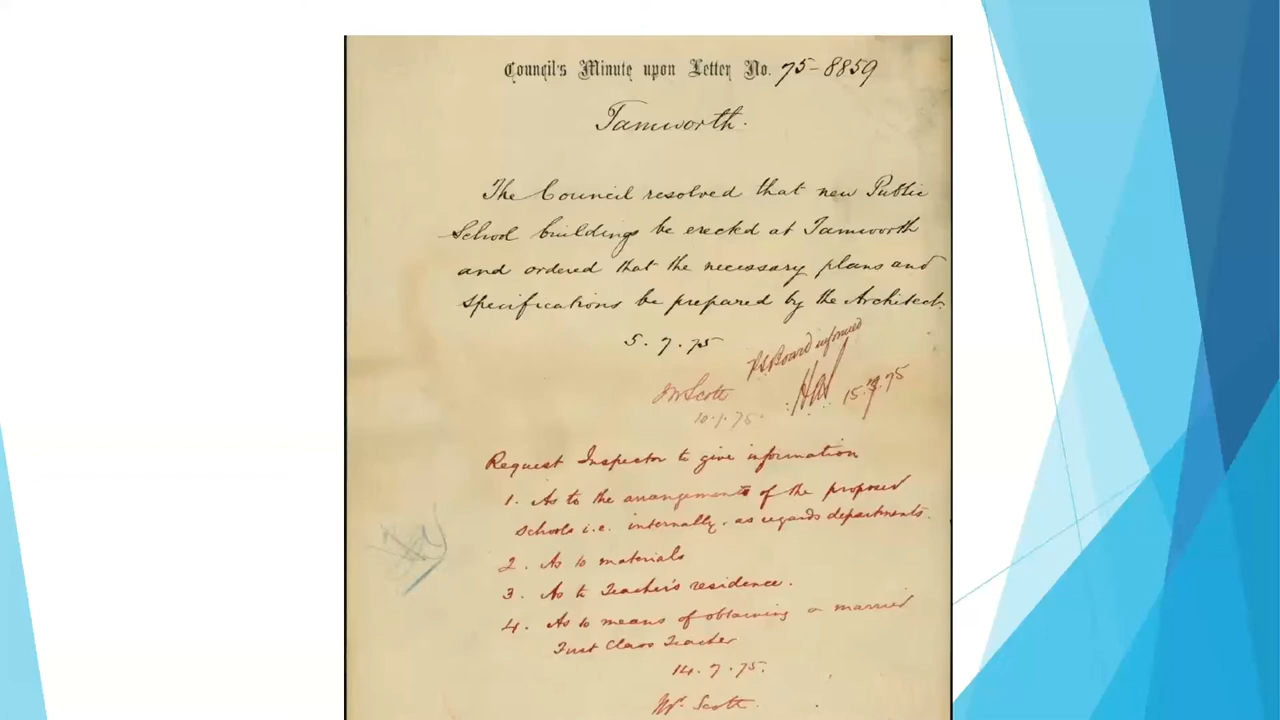 Council's Minute upon Letter No. 75-8859
Tamworth.
The Council resolved that new Public
School buildings be erected at Tamworth
and ordered that the necessary plans and
specifications be prepared by the Architect.
5.7.75
P.S. Board informed
Mr Scott
15.7.75
10.7.75.
Request Inspector to give information
1. As to the arrangements of the proposed
schools i.e. internally, as regards departments.
2. As to materials
3. As to Teacher's residence.
4. As to means of obtaining a married
First Class Teacher
14.7.75.
Mr. Scott.